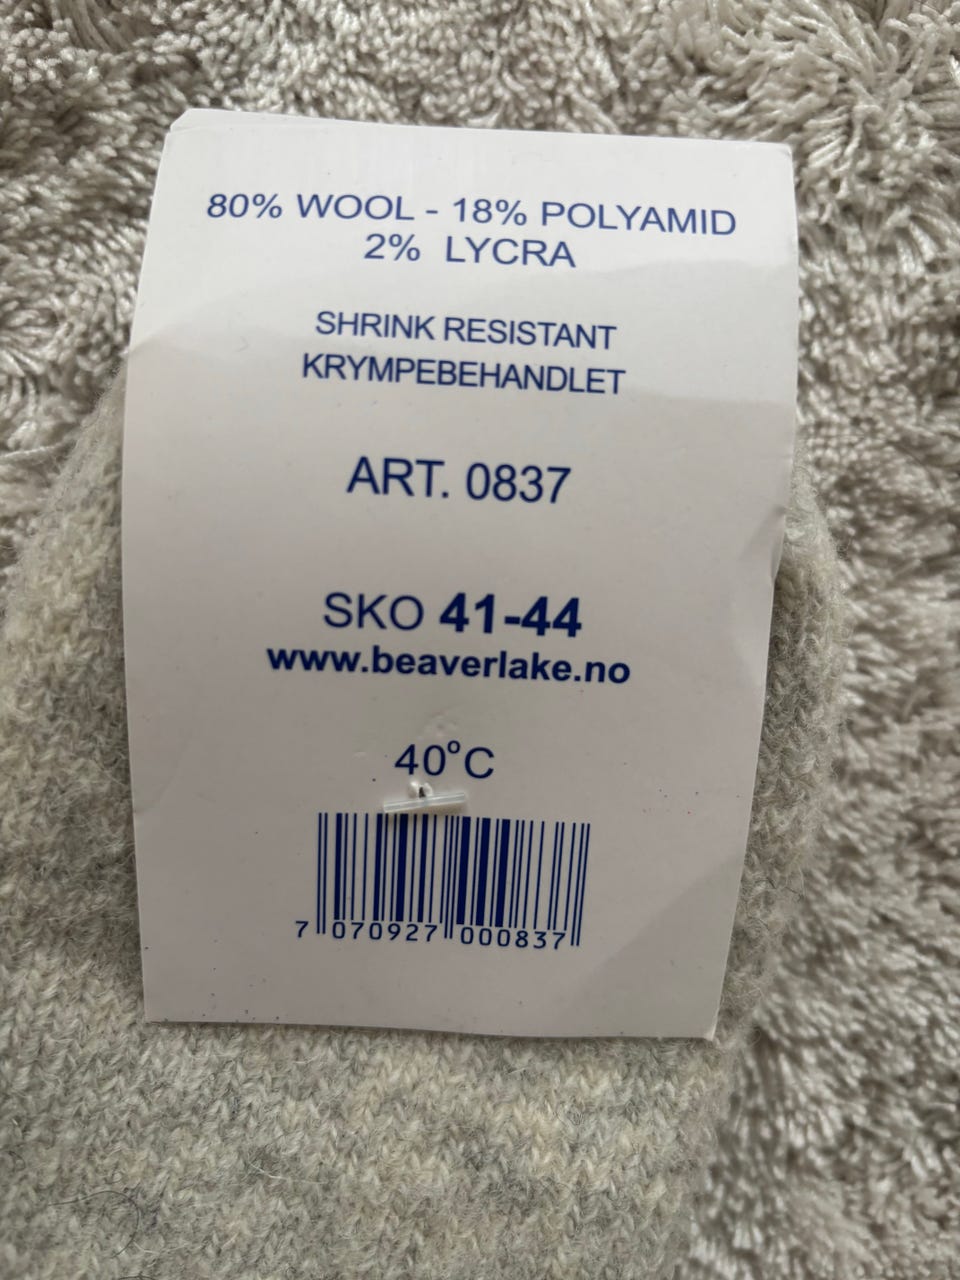 80% WOOL - 18% POLYAMID
2% LYCRA
SHRINK RESISTANT
KRYMPEBEHANDLET
ART. 0837
SKO 41-44
www.beaverlake.no
40°C
7 070927 000837